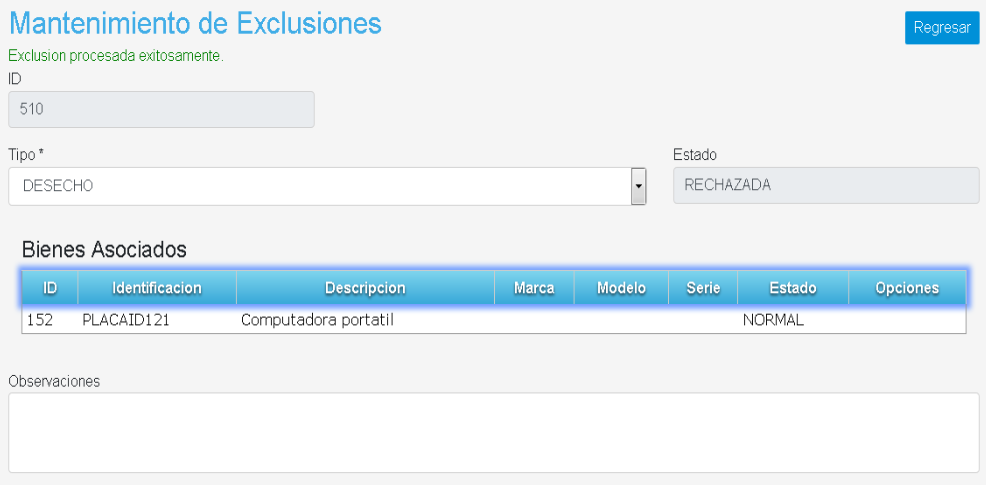 Mantenimiento de Exclusiones
Regresar
Exclusion procesada exitosamente.
ID
510
Tipo * Estado
DESECHO RECHAZADA
Bienes Asociados
ID Identificacion Descripcion Marca Modelo Serie Estado Opciones
152 PLACAID121 Computadora portatil NORMAL
Observaciones